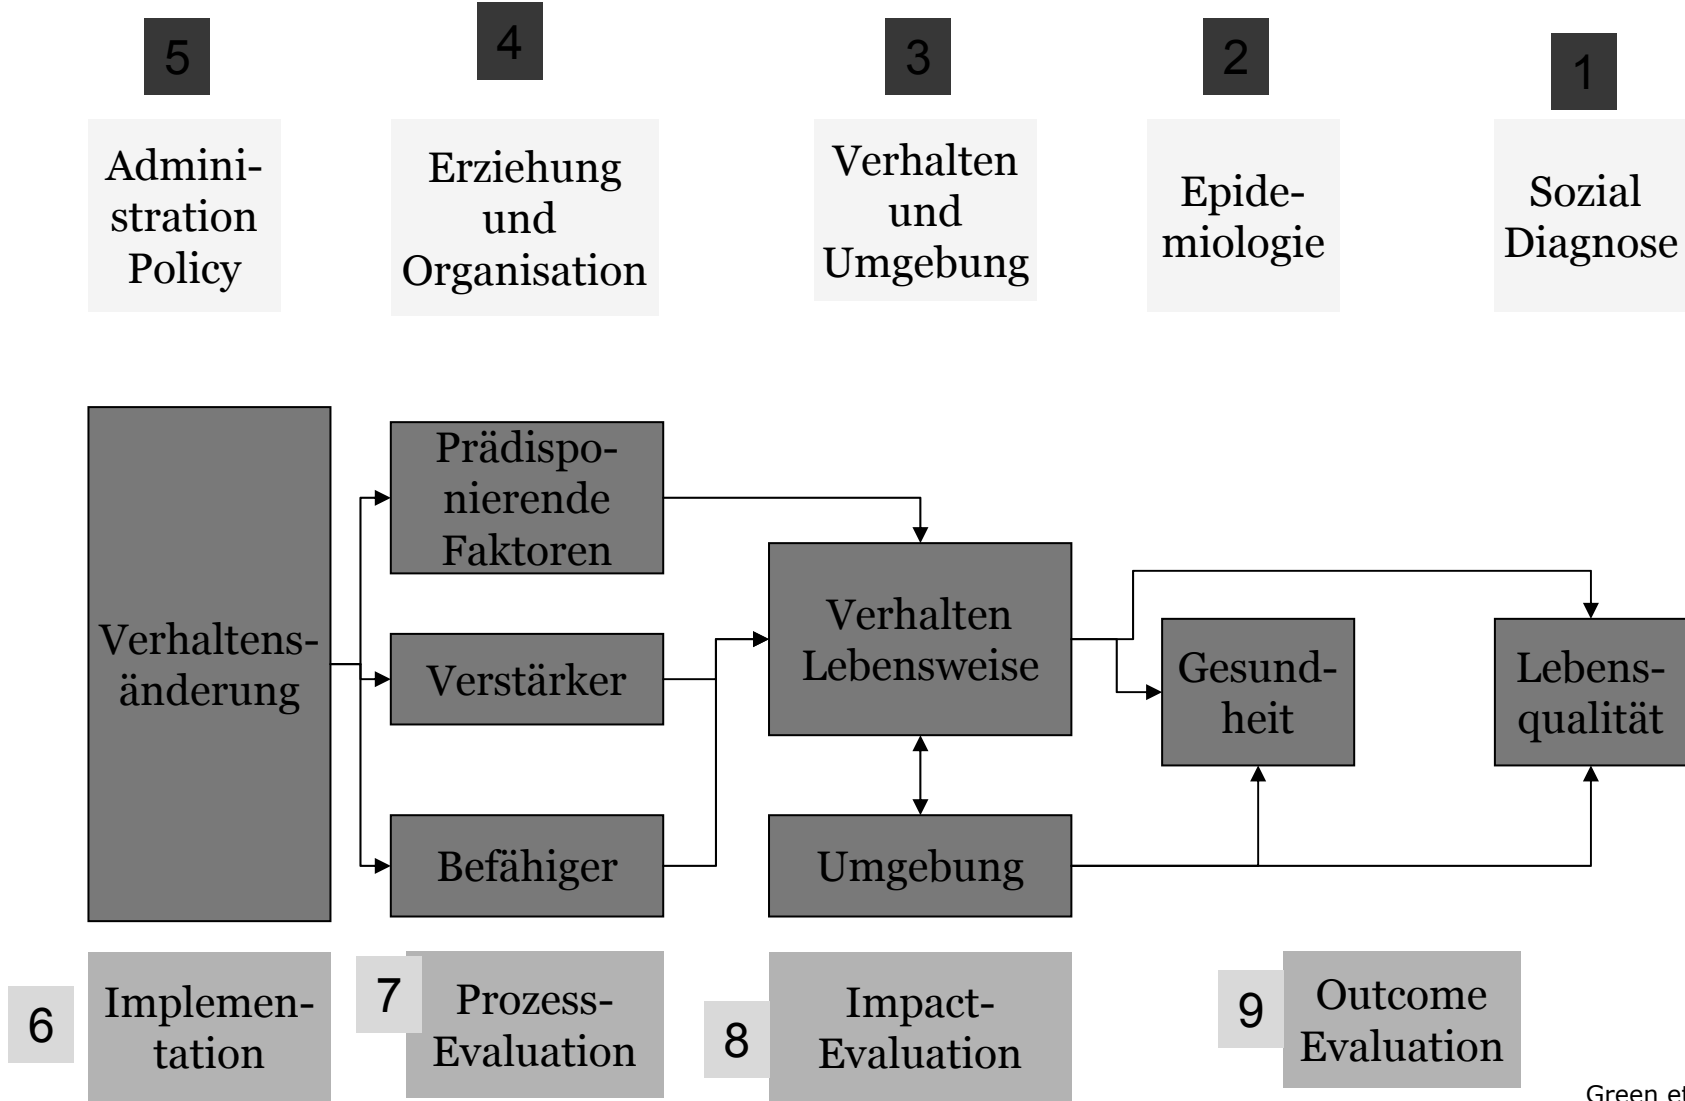 5
4
3
2
1
Admini-
stration
Policy
Erziehung
und
Organisation
Verhalten
und
Umgebung
Epide-
miologie
Sozial
Diagnose
Verhaltens-
änderung
Prädispo-
nierende
Faktoren
Verstärker
Befähiger
Verhalten
Lebensweise
Umgebung
Gesund-
heit
Lebens-
qualität
6
Implemen-
tation
7
Prozess-
Evaluation
8
Impact-
Evaluation
9
Outcome
Evaluation
Green et